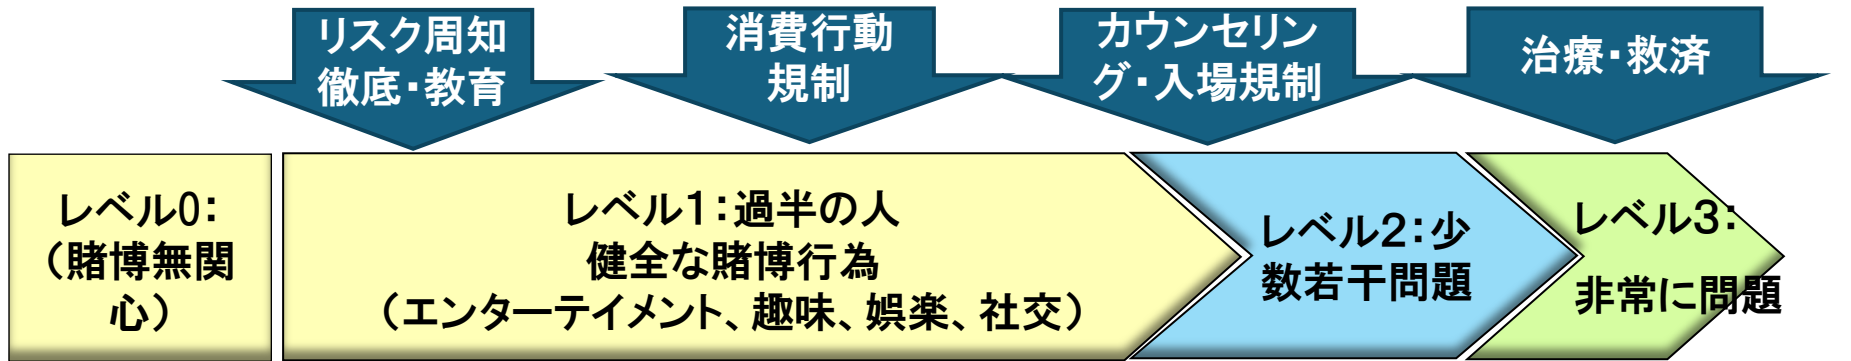 リスク周知
徹底・教育
消費行動
規制
カウンセリン
グ・入場規制
治療・救済
レベル0：
（賭博無関
心）
レベル1：過半の人
健全な賭博行為
（エンターテイメント、趣味、娯楽、社交）
レベル2：少
数若干問題
レベル3：
非常に問題